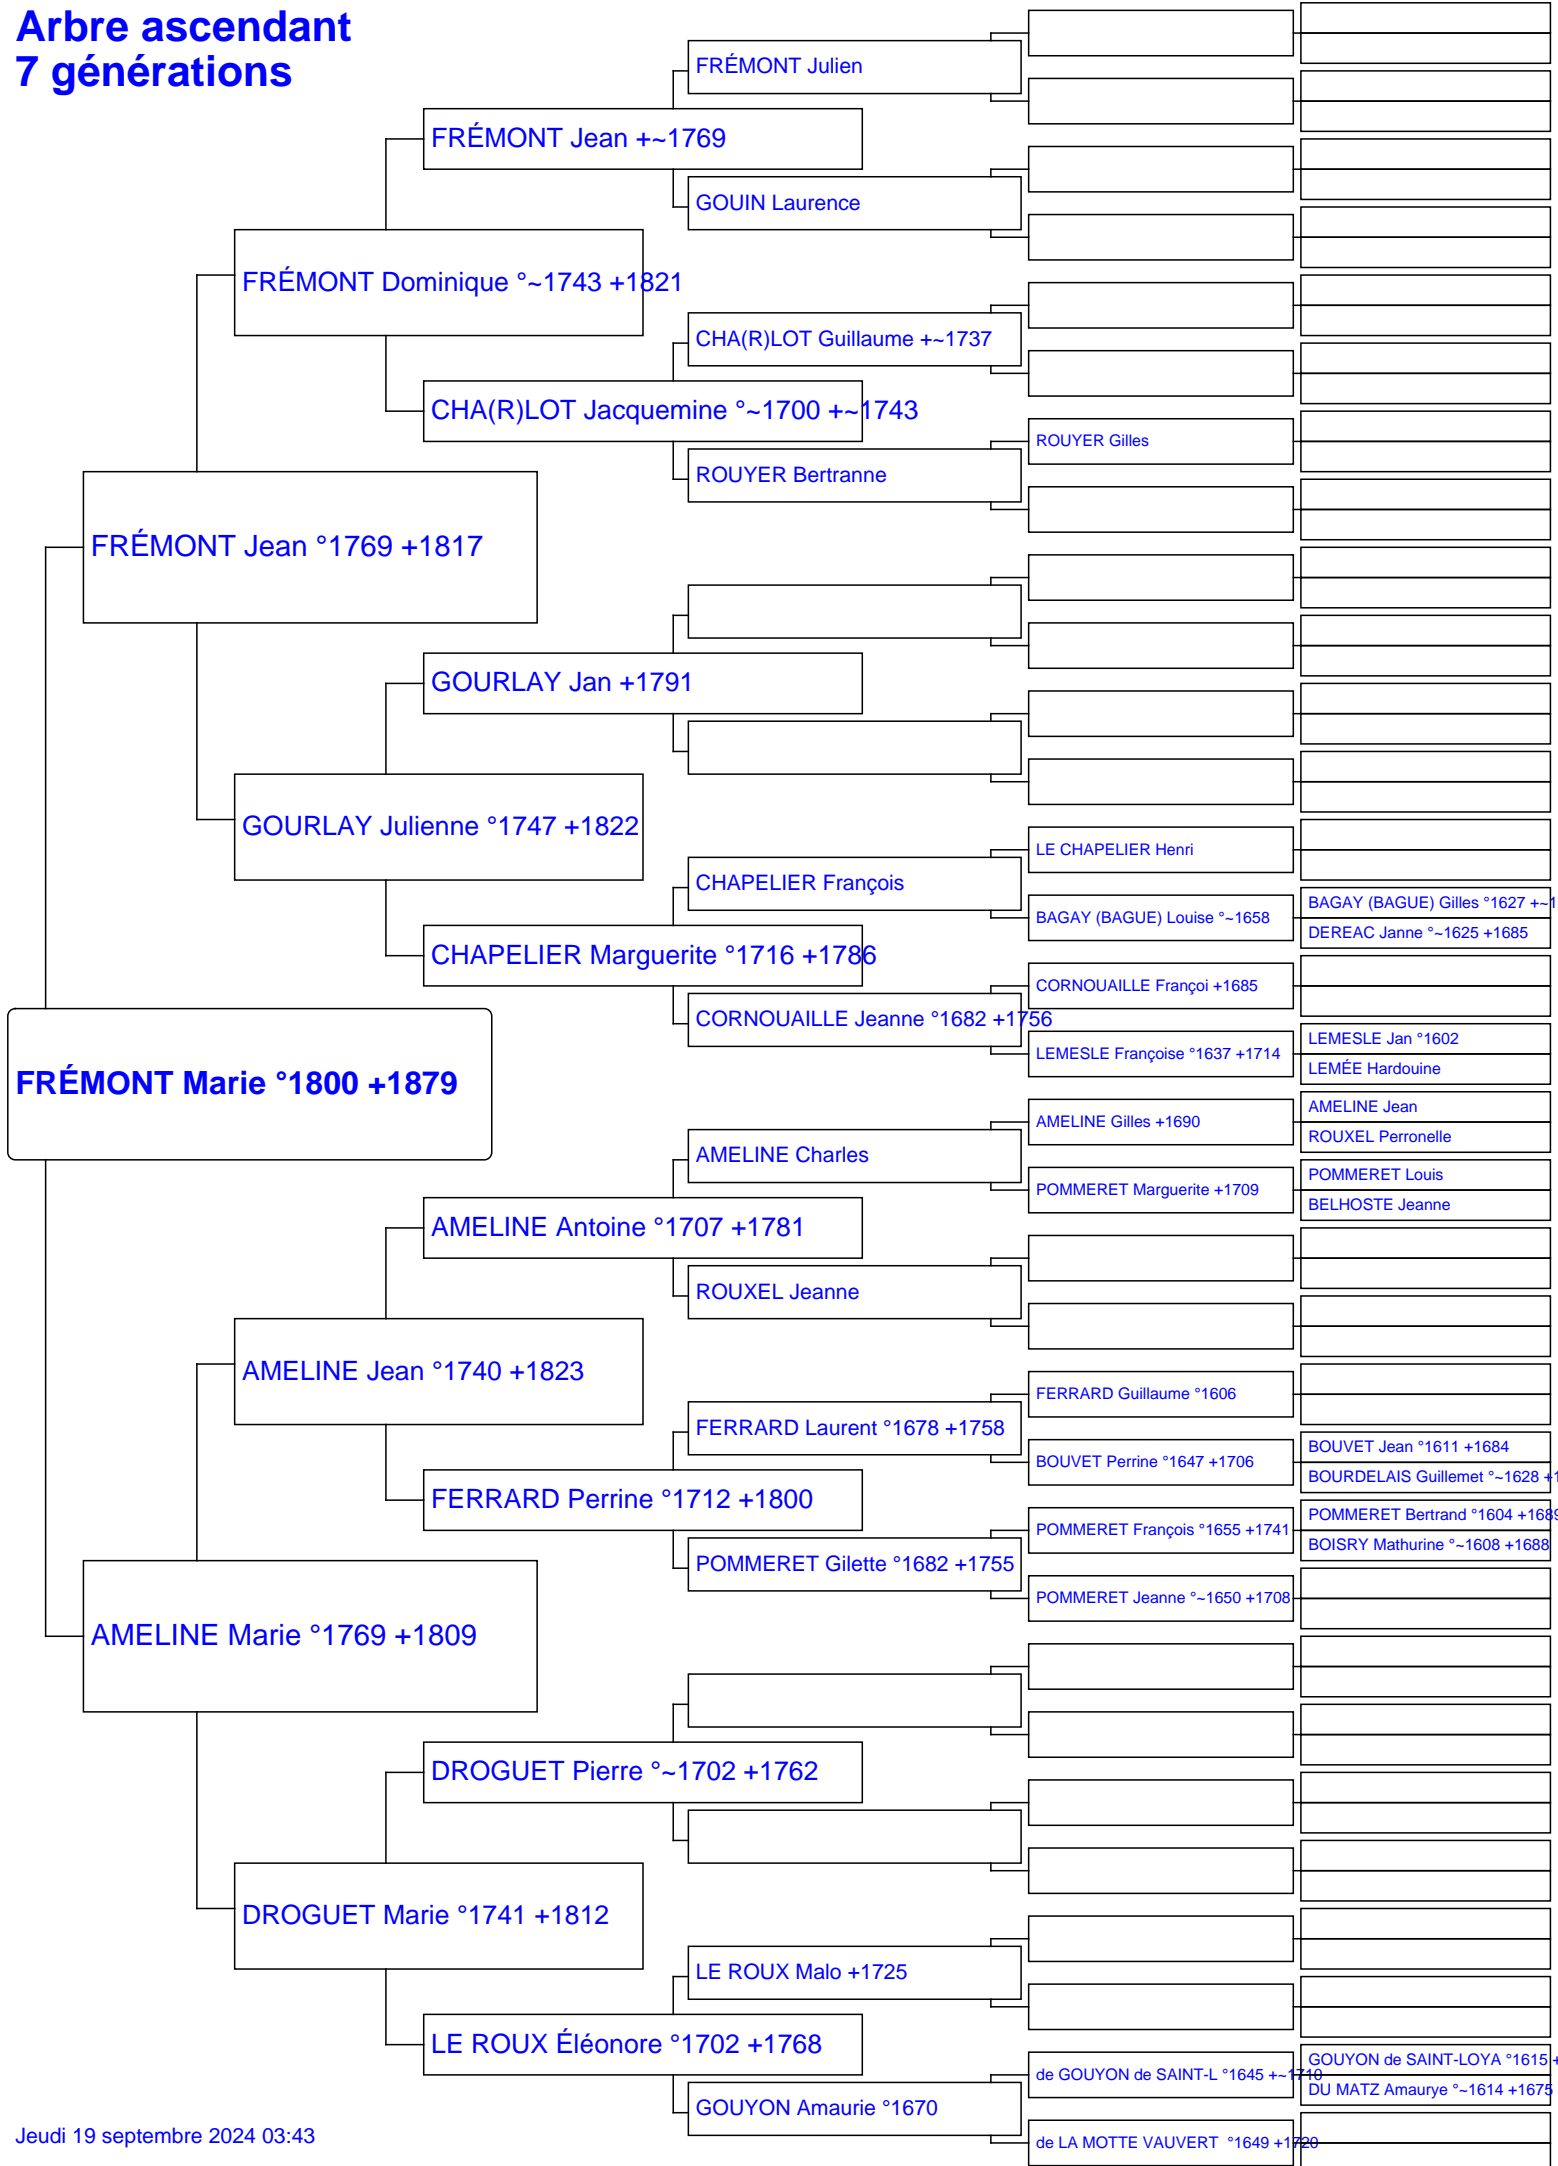 Arbre ascendant
7 générations
FRÉMONT Julien
FRÉMONT Jean +~1769
GOUIN Laurence
FRÉMONT Dominique °~1743 +1821
CHA(R)LOT Guillaume +~1737
CHA(R)LOT Jacquemine °~1700 +~1743
ROUYER Gilles
ROUYER Bertranne
FRÉMONT Jean °1769 +1817
GOURLAY Jan +1791
GOURLAY Julienne °1747 +1822
LE CHAPELIER Henri
CHAPELIER François
BAGAY (BAGUE) Gilles °1627 +~1
BAGAY (BAGUE) Louise °~1658
DEREAC Janne °~1625 +1685
CHAPELIER Marguerite °1716 +1786
CORNOUAILLE Françoi +1685
CORNOUAILLE Jeanne °1682 +1756
LEMESLE Jan °1602
LEMESLE Françoise °1637 +1714
LEMÉE Hardouine
FRÉMONT Marie °1800 +1879
AMELINE Jean
AMELINE Gilles +1690
ROUXEL Perronelle
AMELINE Charles
POMMERET Louis
POMMERET Marguerite +1709
BELHOSTE Jeanne
AMELINE Antoine °1707 +1781
ROUXEL Jeanne
AMELINE Jean °1740 +1823
FERRARD Guillaume °1606
FERRARD Laurent °1678 +1758
BOUVET Jean °1611 +1684
BOUVET Perrine °1647 +1706
BOURDELAIS Guillemet °~1628 +1
FERRARD Perrine °1712 +1800
POMMERET Bertrand °1604 +1689
POMMERET François °1655 +1741
BOISRY Mathurine °~1608 +1688
POMMERET Gilette °1682 +1755
POMMERET Jeanne °~1650 +1708
AMELINE Marie °1769 +1809
DROGUET Pierre °~1702 +1762
DROGUET Marie °1741 +1812
LE ROUX Malo +1725
LE ROUX Éléonore °1702 +1768
GOUYON de SAINT-LOYA °1615 +
de GOUYON de SAINT-L °1645 +~1710
DU MATZ Amaurye °~1614 +1675
GOUYON Amaurie °1670
de LA MOTTE VAUVERT °1649 +1720
Jeudi 19 septembre 2024 03:43